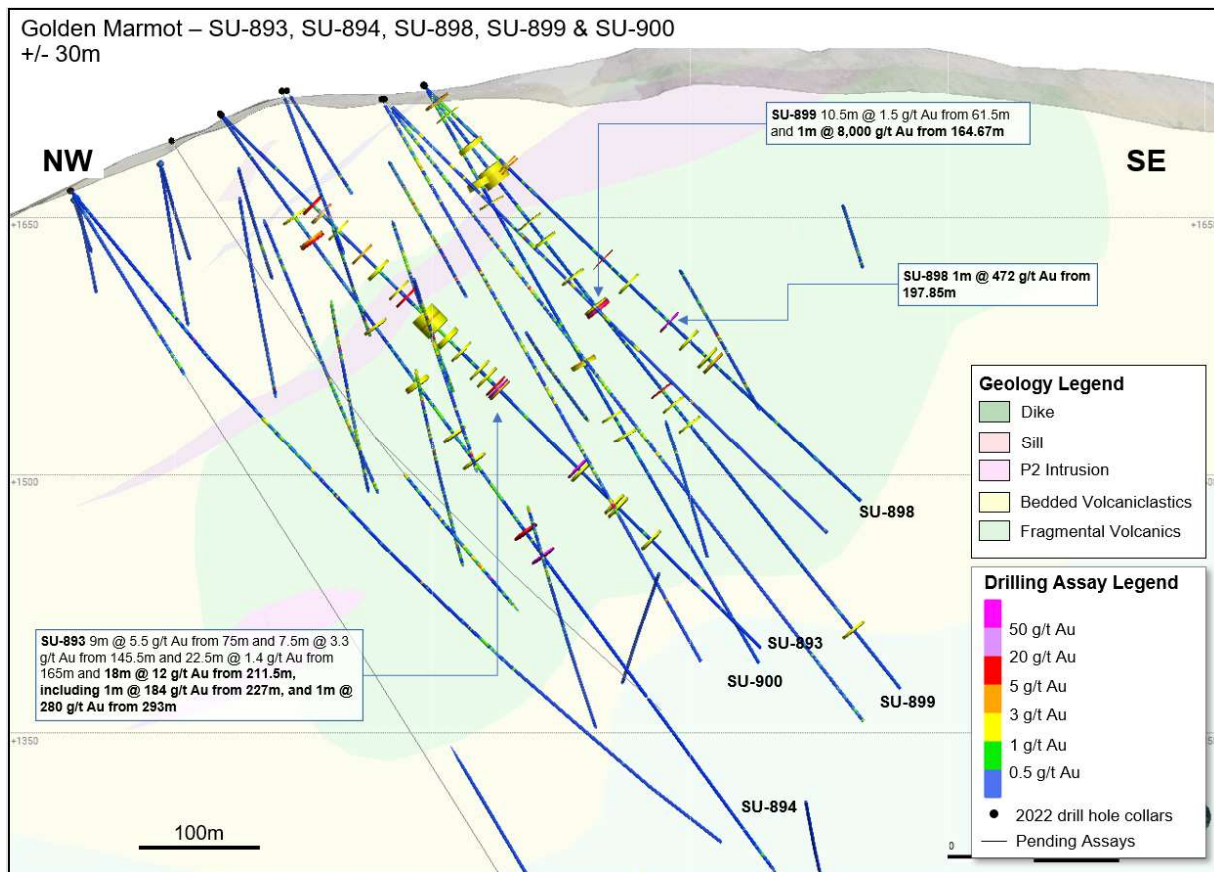 Golden Marmot – SU-893, SU-894, SU-898, SU-899 & SU-900
+/- 30m
SU-899 10.5m @ 1.5 g/t Au from 61.5m
and 1m @ 8,000 g/t Au from 164.67m
NW
SE
+1650
+165
SU-898 1m @ 472 g/t Au from
197.85m
Geology Legend
Dike
Sill
P2 Intrusion
Bedded Volcaniclastics
Fragmental Volcanics
+1500
SU-898
Drilling Assay Legend
50 g/t Au
20 g/t Au
5 g/t Au
3 g/t Au
1 g/t Au
0.5 g/t Au
2022 drill hole collars
Pending Assays
SU-893 9m @ 5.5 g/t Au from 75m and 7.5m @ 3.3
g/t Au from 145.5m and 22.5m @ 1.4 g/t Au from
165m and 18m @ 12 g/t Au from 211.5m,
including 1m @ 184 g/t Au from 227m, and 1m @
280 g/t Au from 293m
SU-893
SU-900
SU-899
+1350
SU-894
100m
0